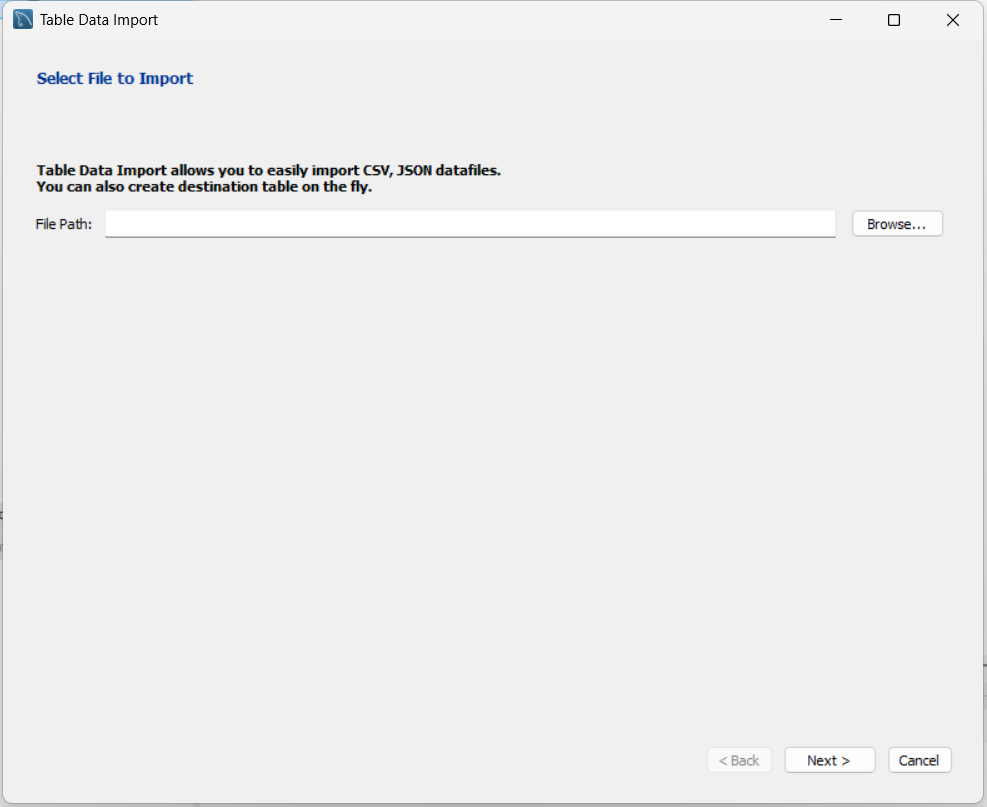 Table Data Import
Select File to Import
Table Data Import allows you to easily import CSV, JSON datafiles.
You can also create destination table on the fly.
File Path:
Browse...
< Back
Next >
Cancel